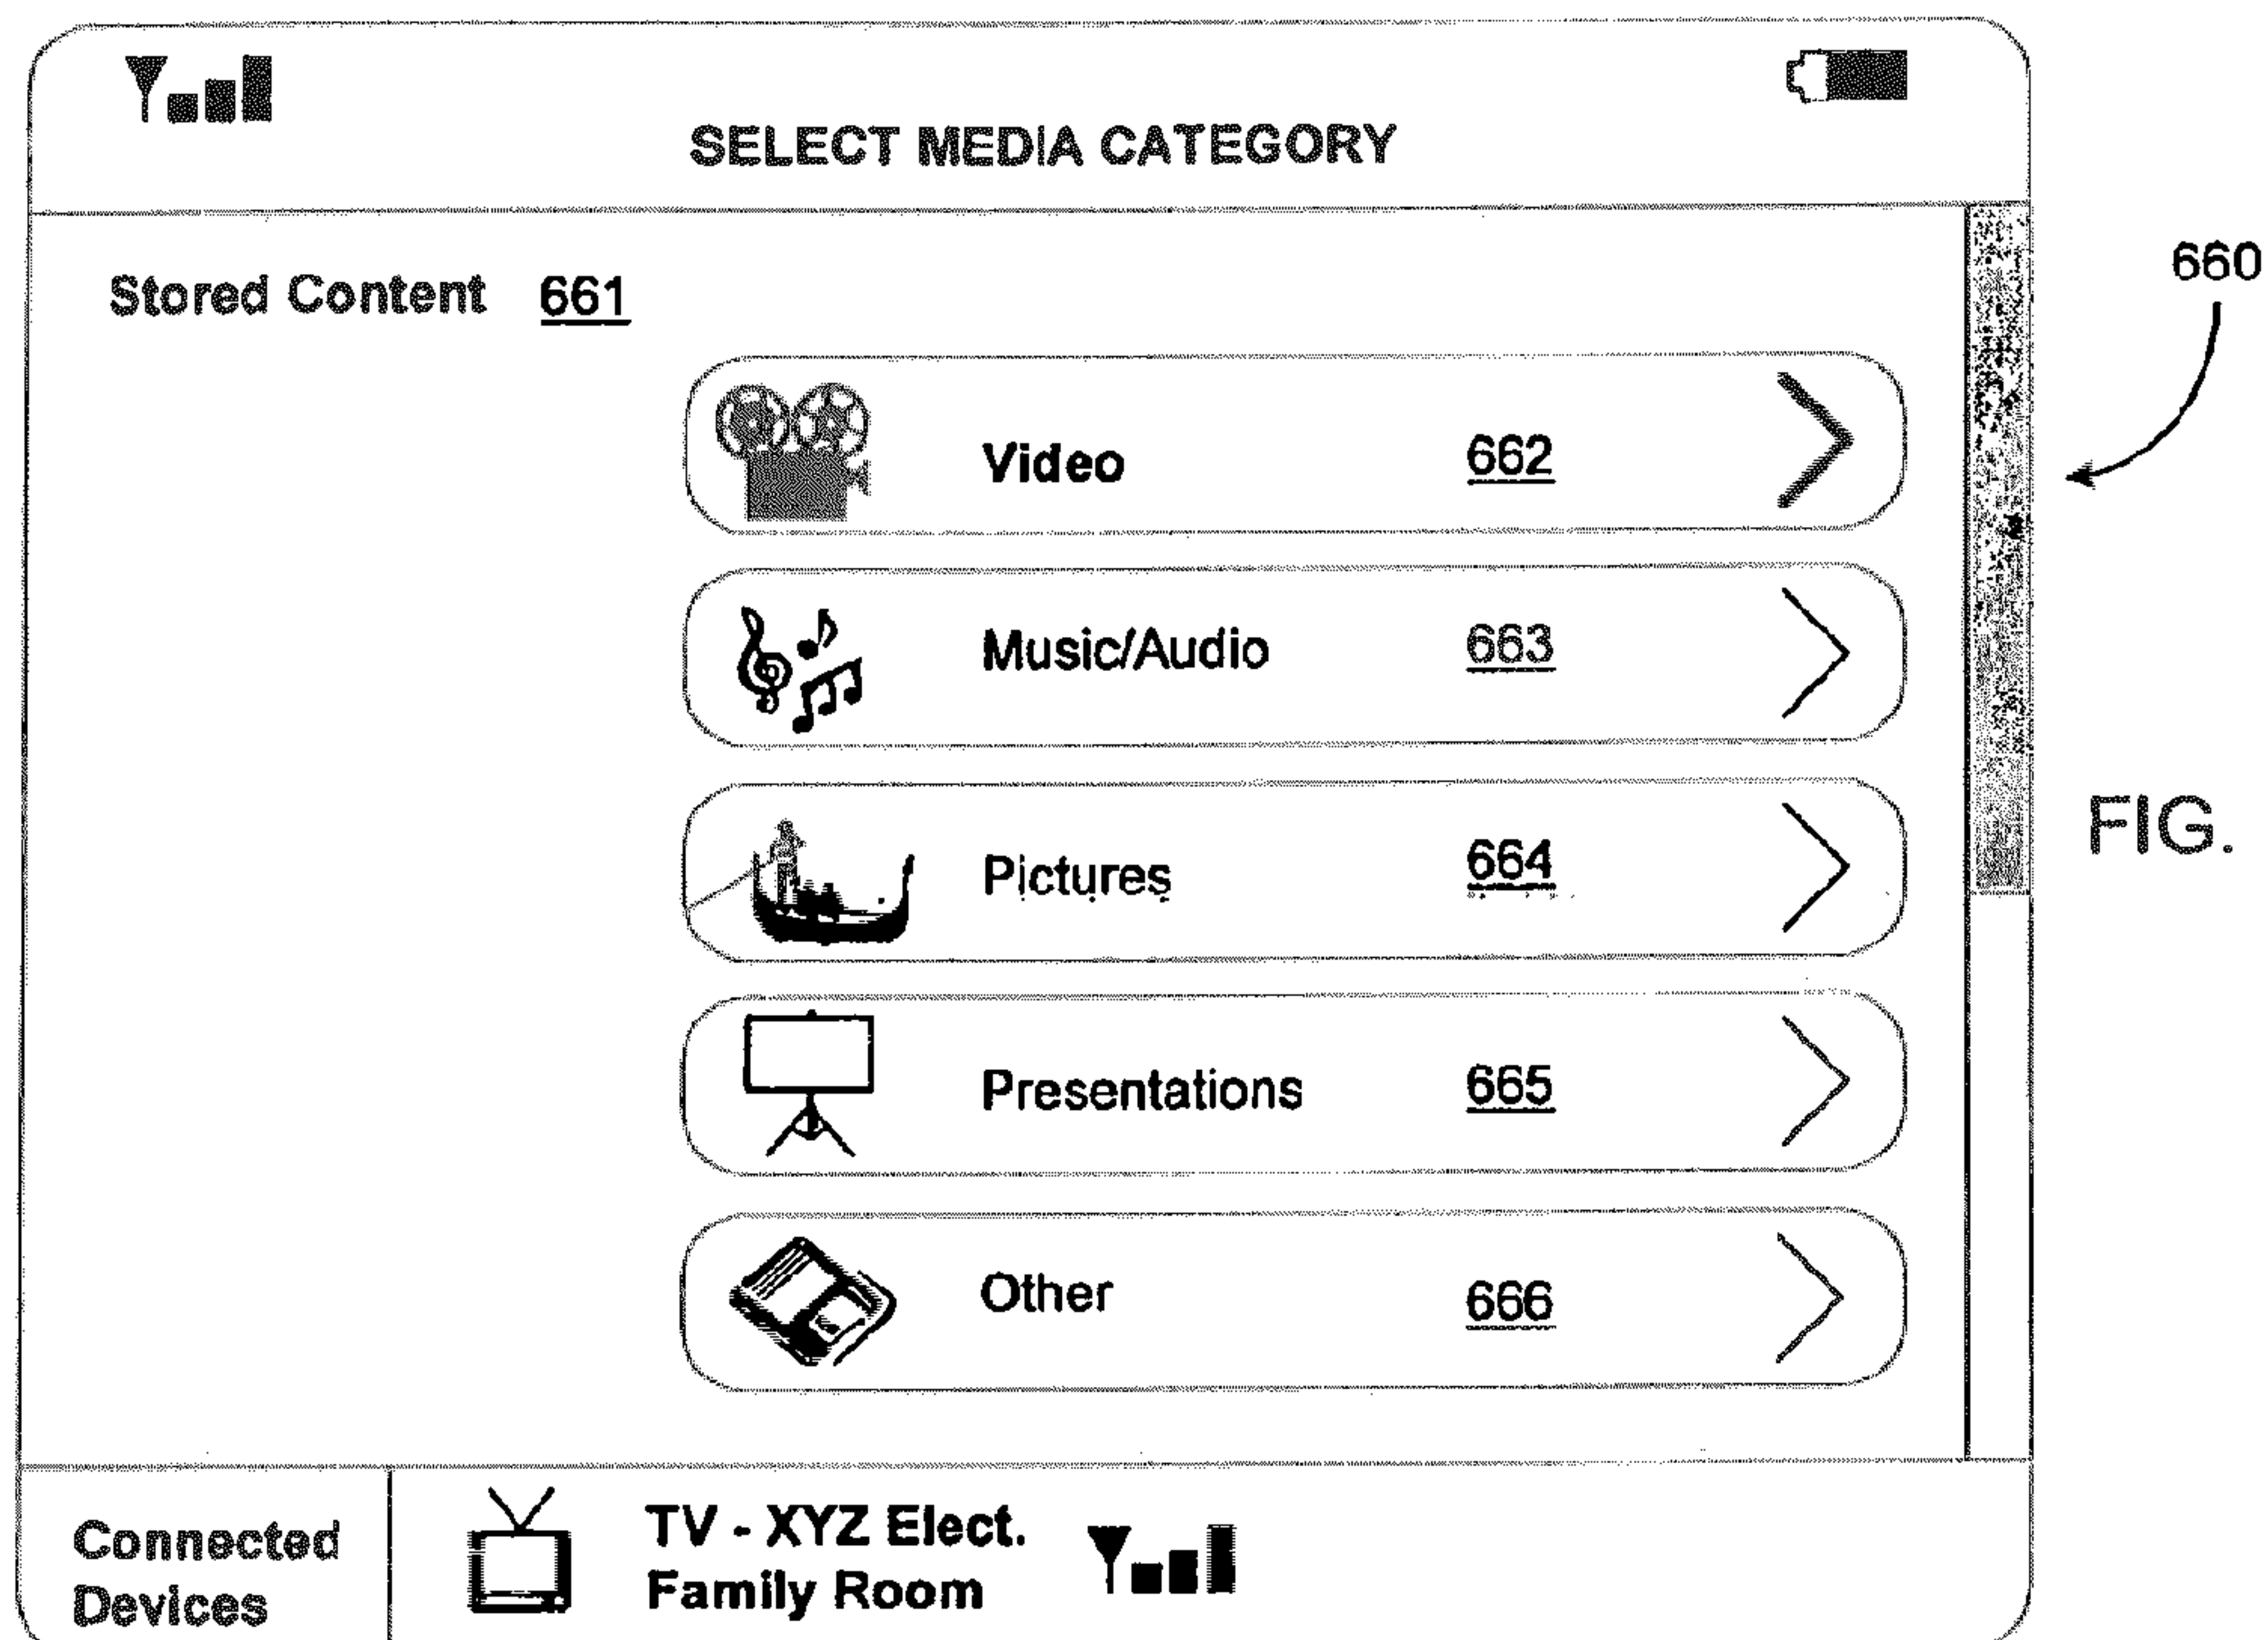 SELECT MEDIA CATEGORY
660
Stored Content 661
Video 662
Music/Audio 663
Pictures 664
FIG.
Presentations 665
Other 666
Connected
Devices
TV - XYZ Elect.
Family Room